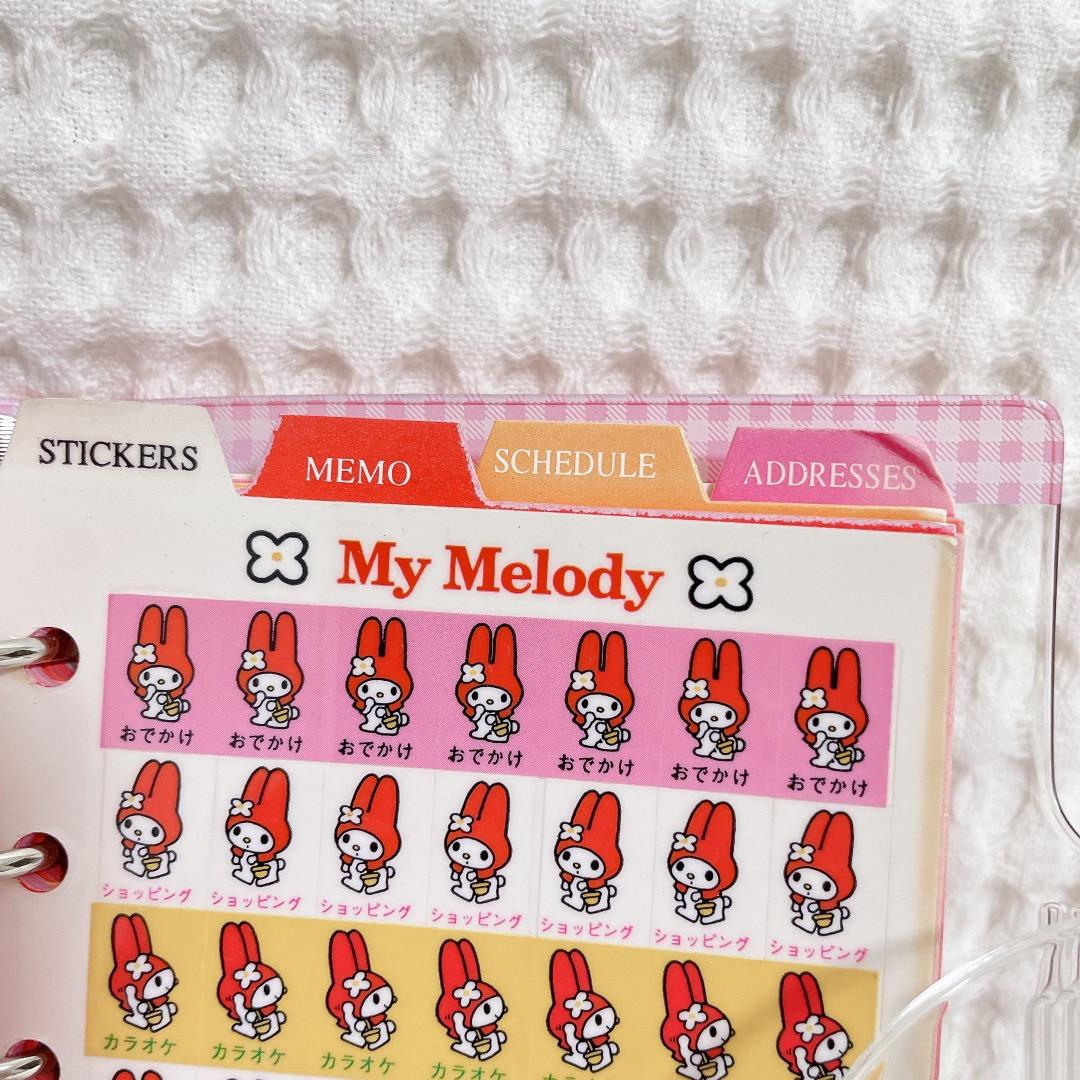 STICKERS MEMO SCHEDULE ADDRESSES
My Melody
おでかけ おでかけ おでかけ おでかけ おでかけ おでかけ おでかけ
ショッピング ショッピング ショッピング ショッピング ショッピング ショッピング ショッピング
カラオケ カラオケ カラオケ カラオケ